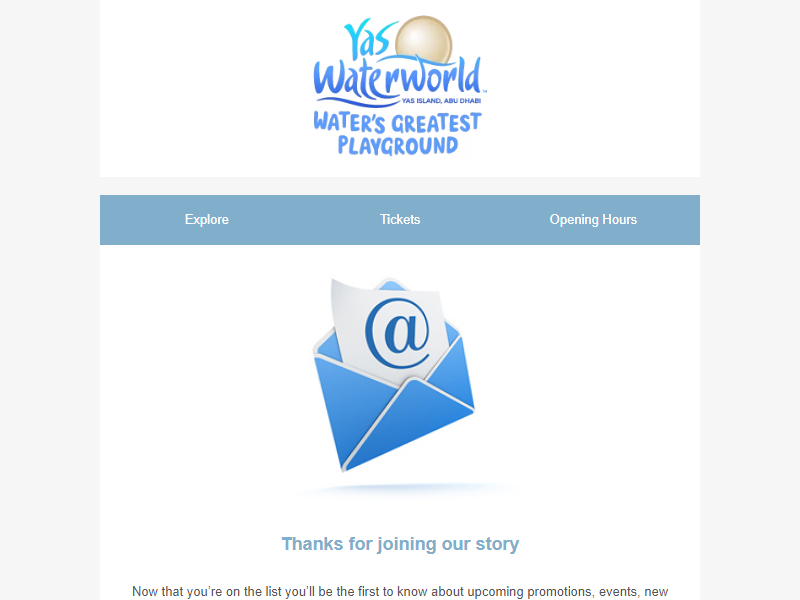 Yas
Waterworld™
YAS ISLAND, ABU DHABI
WATER'S GREATEST
PLAYGROUND
Explore Tickets Opening Hours
@
Thanks for joining our story
Now that you’re on the list you’ll be the first to know about upcoming promotions, events, new